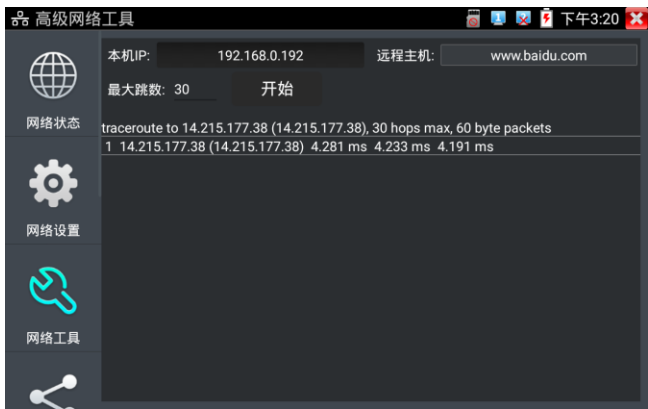 高级网络工具
下午3:20
本机IP: 192.168.0.192 远程主机: www.baidu.com
最大跳数: 30 开始
网络状态
traceroute to 14.215.177.38 (14.215.177.38), 30 hops max, 60 byte packets
1 14.215.177.38 (14.215.177.38) 4.281 ms 4.233 ms 4.191 ms
网络设置
网络工具